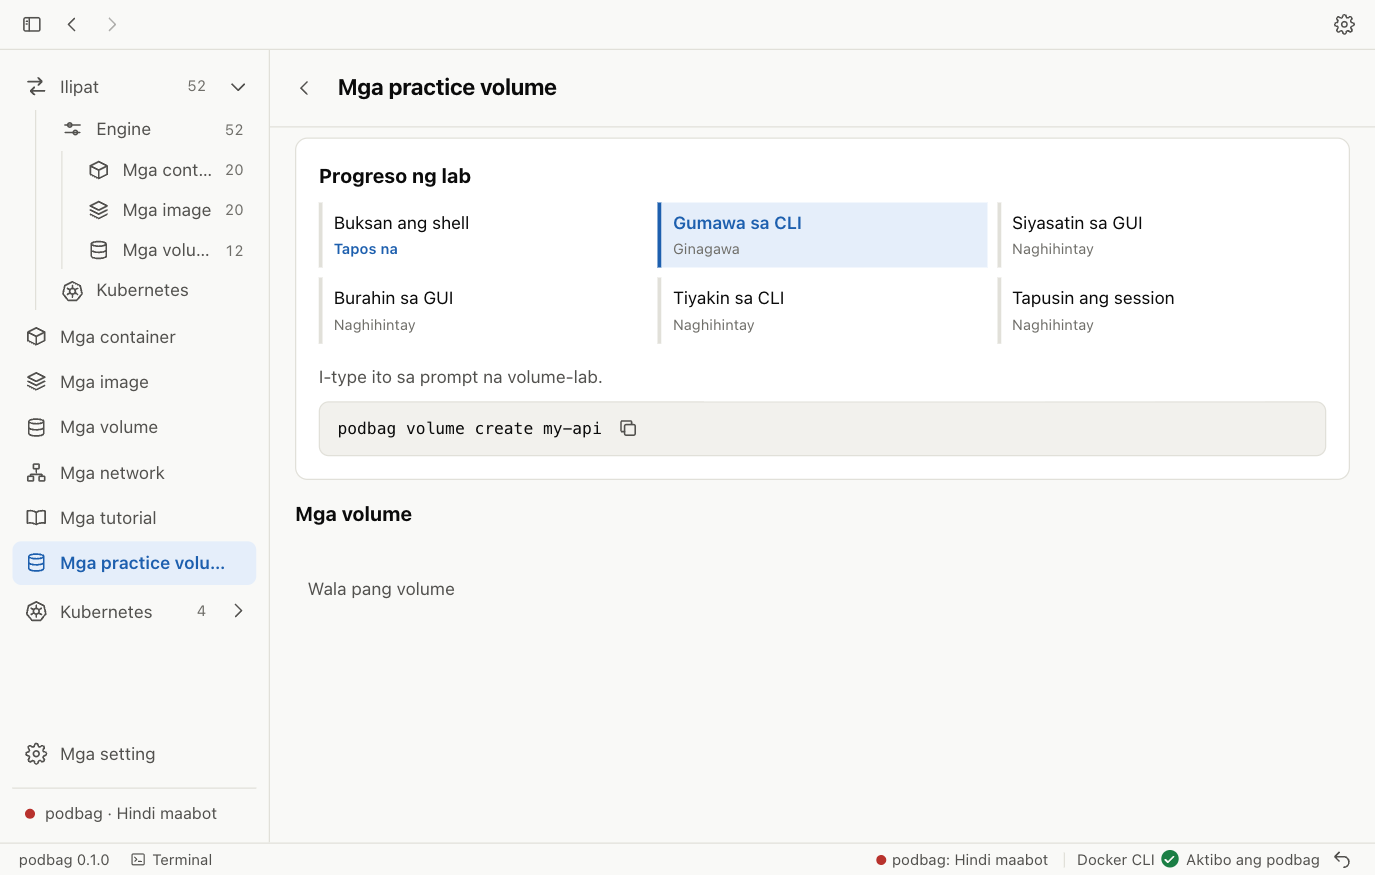 Ilipat 52
Engine 52
Mga cont... 20
Mga image 20
Mga volu... 12
Kubernetes
Mga container
Mga image
Mga volume
Mga network
Mga tutorial
Mga practice volu...
Kubernetes 4
Mga setting
podbag · Hindi maabot
Mga practice volume
Progreso ng lab
Buksan ang shell
Tapos na
Gumawa sa CLI
Ginagawa
Siyasatin sa GUI
Naghihintay
Burahin sa GUI
Naghihintay
Tiyakin sa CLI
Naghihintay
Tapusin ang session
Naghihintay
I-type ito sa prompt na volume-lab.
podbag volume create my-api
Mga volume
Wala pang volume
podbag 0.1.0 Terminal
podbag: Hindi maabot Docker CLI Aktibo ang podbag